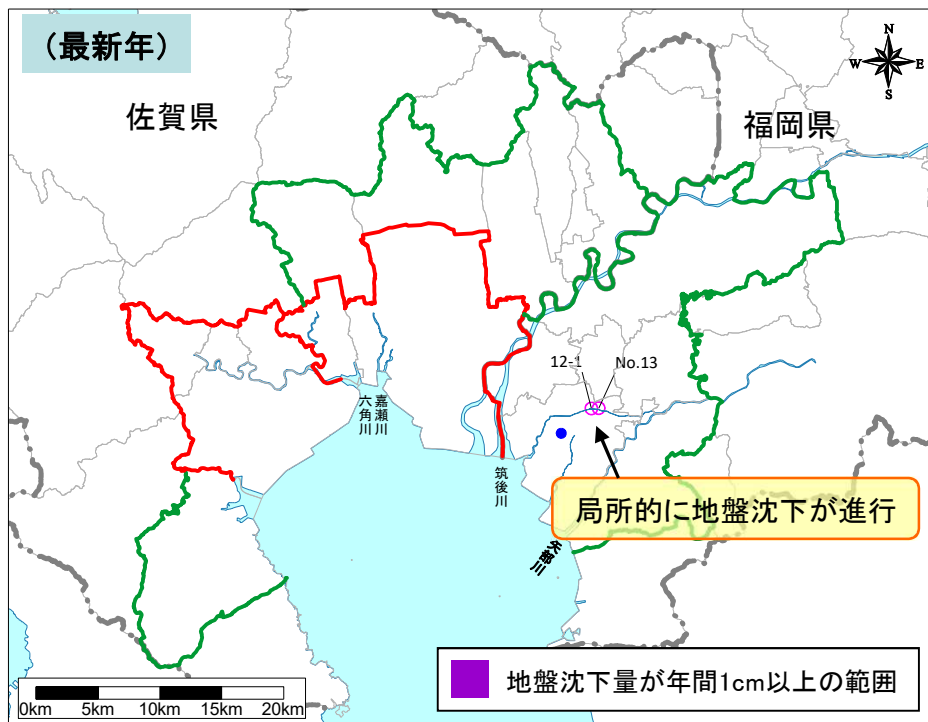 (最新年)
N
W
E
S
佐賀県
福岡県
12-1
No.13
六角川
嘉瀬川
筑後川
局所的に地盤沈下が進行
矢部川
地盤沈下量が年間1cm以上の範囲
0km 5km 10km 15km 20km